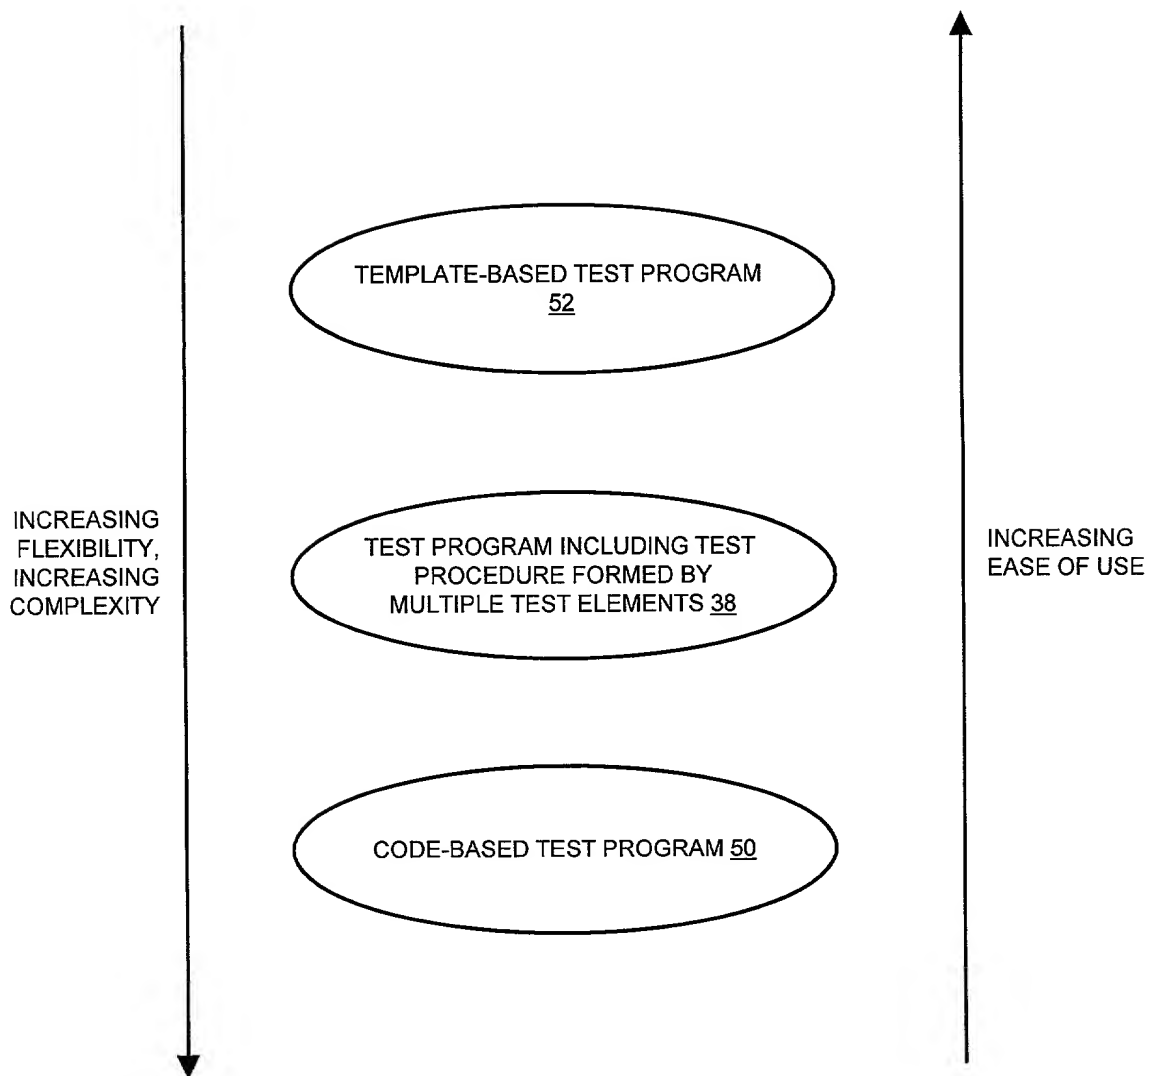 TEMPLATE-BASED TEST PROGRAM
52
INCREASING
FLEXIBILITY,
INCREASING
COMPLEXITY
TEST PROGRAM INCLUDING TEST
PROCEDURE FORMED BY
MULTIPLE TEST ELEMENTS 38
INCREASING
EASE OF USE
CODE-BASED TEST PROGRAM 50